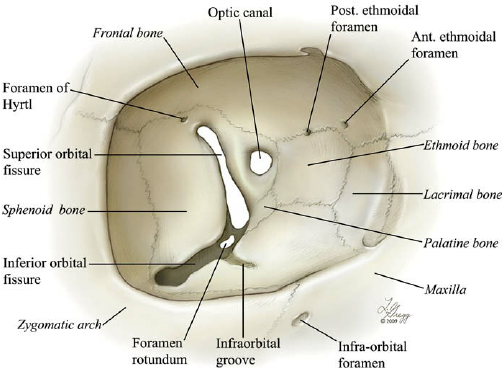 Optic canal
Post. ethmoidal
foramen
Frontal bone
Ant. ethmoidal
foramen
Foramen of
Hyrtl
Ethmoid bone
Superior orbital
fissure
Lacrimal bone
Sphenoid bone
Palatine bone
Inferior orbital
fissure
Maxilla
Zygomatic arch
Foramen
rotundum
Infraorbital
groove
Infra-orbital
foramen
© 2009